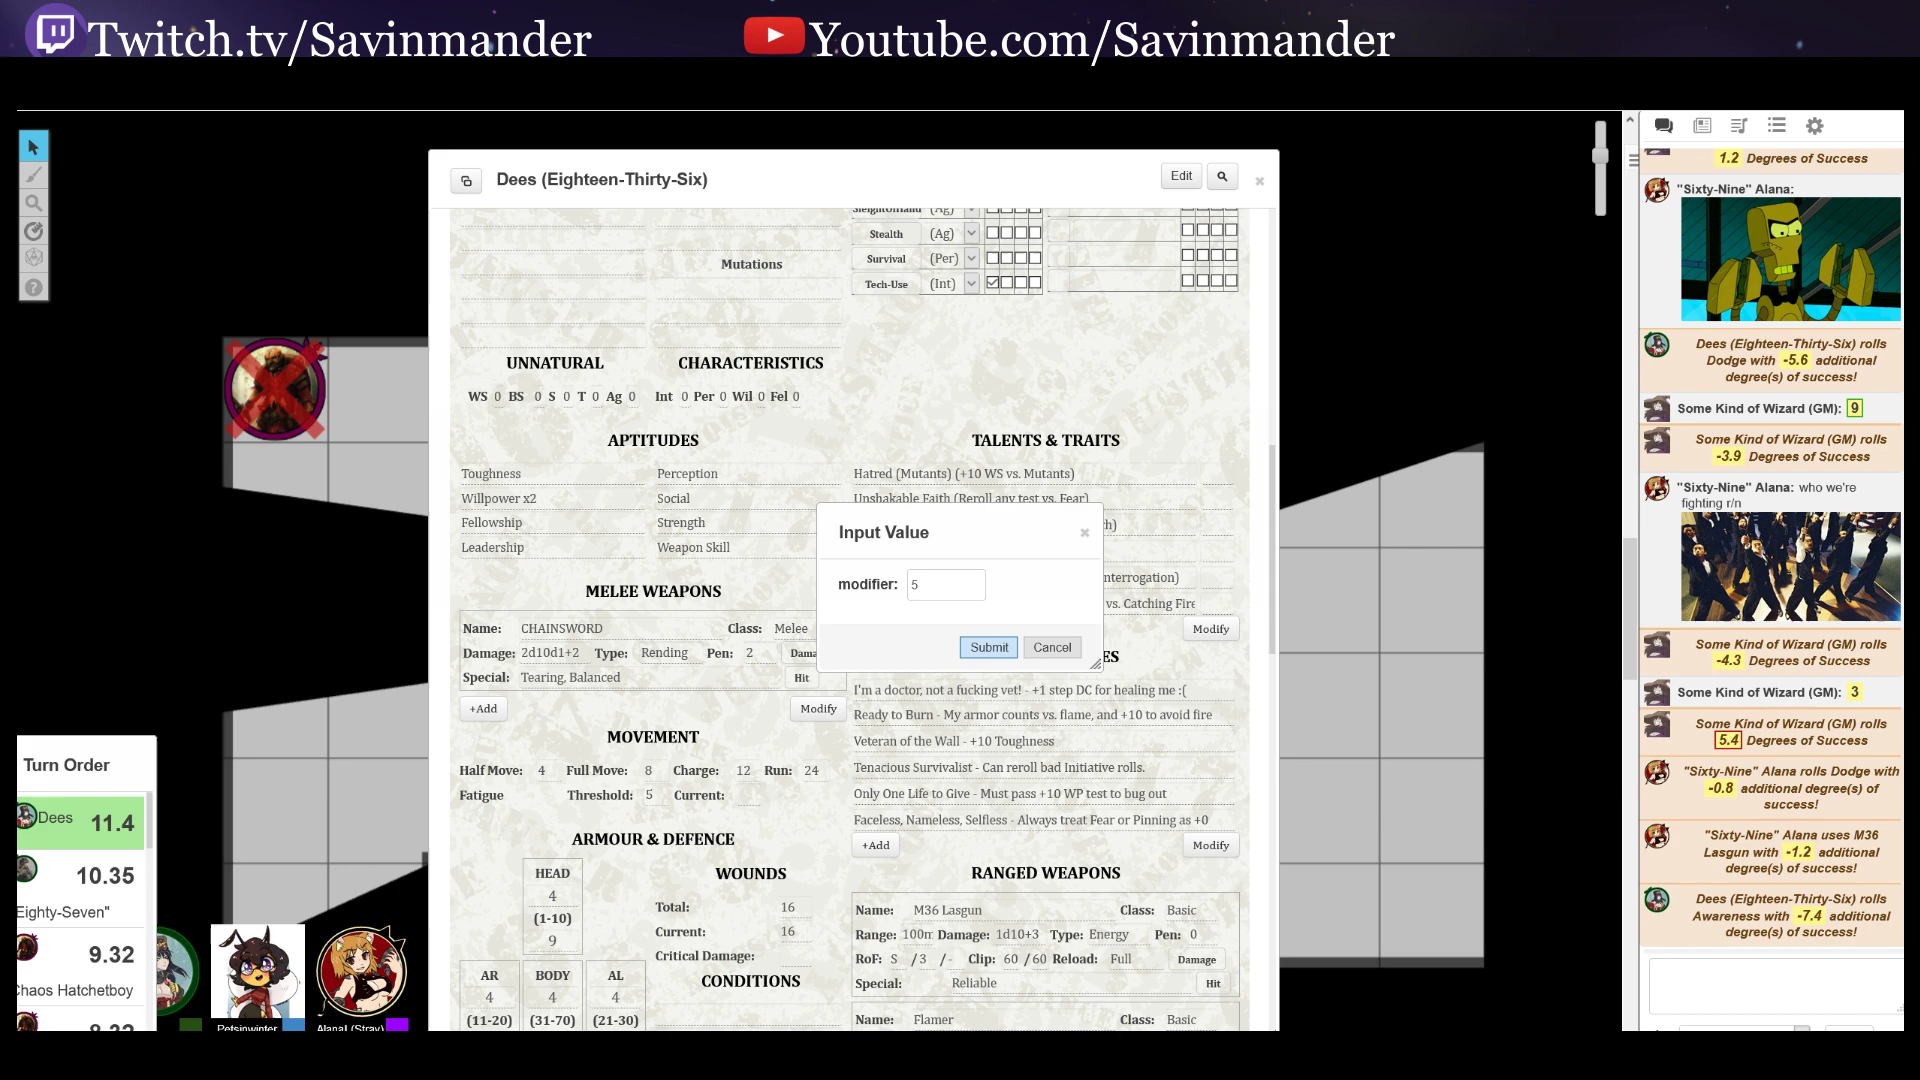 Twitch.tv/Savinmander
Youtube.com/Savinmander
Dees (Eighteen-Thirty-Six)
Edit
(Ag)
Stealth (Ag)
Survival (Per)
Tech-Use (Int)
Mutations
UNNATURAL CHARACTERISTICS
WS 0 BS 0 S 0 T 0 Ag 0 Int 0 Per 0 Wil 0 Fel 0
APTITUDES
Toughness Perception
Willpower x2 Social
Fellowship Strength
Leadership Weapon Skill
TALENTS & TRAITS
Hatred (Mutants) (+10 WS vs. Mutants)
Unshakable Faith (Reroll any test vs. Fear)
nterrogation)
vs. Catching Fire
Modify
Input Value
modifier: 5
Submit Cancel
MELEE WEAPONS
Name: CHAINSWORD Class: Melee
Damage: 2d10d1+2 Type: Rending Pen: 2 Dama
Special: Tearing, Balanced Hit
+Add Modify
ES
I'm a doctor, not a fucking vet! - +1 step DC for healing me :(
Ready to Burn - My armor counts vs. flame, and +10 to avoid fire
Veteran of the Wall - +10 Toughness
Tenacious Survivalist - Can reroll bad Initiative rolls.
Only One Life to Give - Must pass +10 WP test to bug out
Faceless, Nameless, Selfless - Always treat Fear or Pinning as +0
+Add Modify
MOVEMENT
Half Move: 4 Full Move: 8 Charge: 12 Run: 24
Fatigue Threshold: 5 Current:
ARMOUR & DEFENCE
HEAD
4
(1-10)
9
AR BODY AL
4 4 4
(11-20) (31-70) (21-30)
WOUNDS
Total: 16
Current: 16
Critical Damage:
CONDITIONS
RANGED WEAPONS
Name: M36 Lasgun Class: Basic
Range: 100m Damage: 1d10+3 Type: Energy Pen: 0
RoF: S /3 /- Clip: 60 /60 Reload: Full Damage
Special: Reliable Hit
Name: Flamer Class: Basic
Turn Order
Dees 11.4
10.35
Eighty-Seven"
9.32
Chaos Hatchetboy
Petsinwinter
AlanaJ (Stray)
1.2 Degrees of Success
"Sixty-Nine" Alana:
Dees (Eighteen-Thirty-Six) rolls
Dodge with -5.6 additional
degree(s) of success!
Some Kind of Wizard (GM): 9
Some Kind of Wizard (GM) rolls
-3.9 Degrees of Success
"Sixty-Nine" Alana: who we're
fighting r/n
Some Kind of Wizard (GM) rolls
-4.3 Degrees of Success
Some Kind of Wizard (GM): 3
Some Kind of Wizard (GM) rolls
5.4 Degrees of Success
"Sixty-Nine" Alana rolls Dodge with
-0.8 additional degree(s) of
success!
"Sixty-Nine" Alana uses M36
Lasgun with -1.2 additional
degree(s) of success!
Dees (Eighteen-Thirty-Six) rolls
Awareness with -7.4 additional
degree(s) of success!